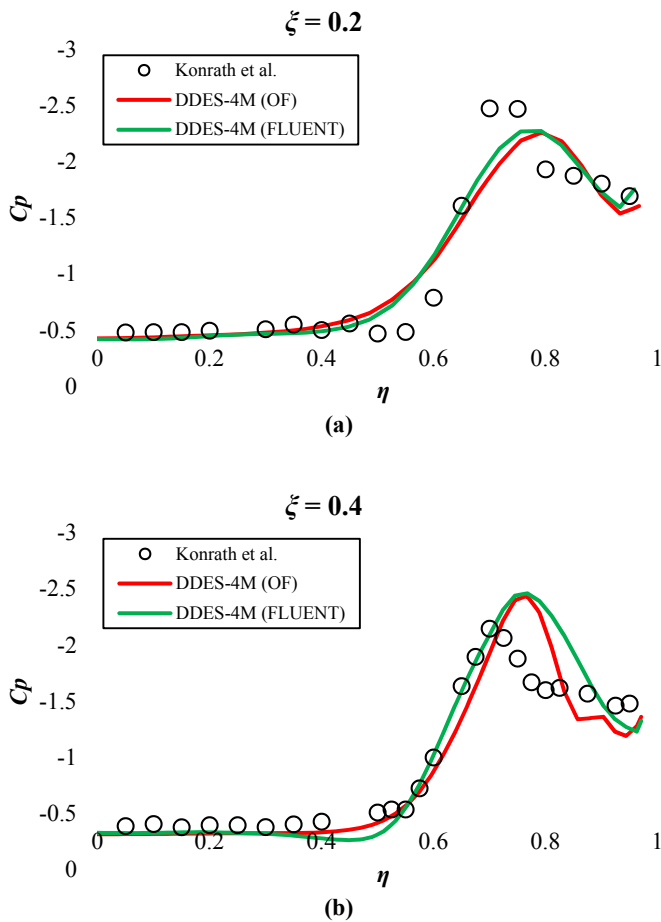 ξ = 0.2
-3
-2.5
-2
-1.5
-1
-0.5
0
Cp
Konrath et al.
DDES-4M (OF)
DDES-4M (FLUENT)
0 0.2 0.4 0.6 0.8 1
η
(a)
ξ = 0.4
-3
-2.5
-2
-1.5
-1
-0.5
0
Cp
Konrath et al.
DDES-4M (OF)
DDES-4M (FLUENT)
0 0.2 0.4 0.6 0.8 1
η
(b)